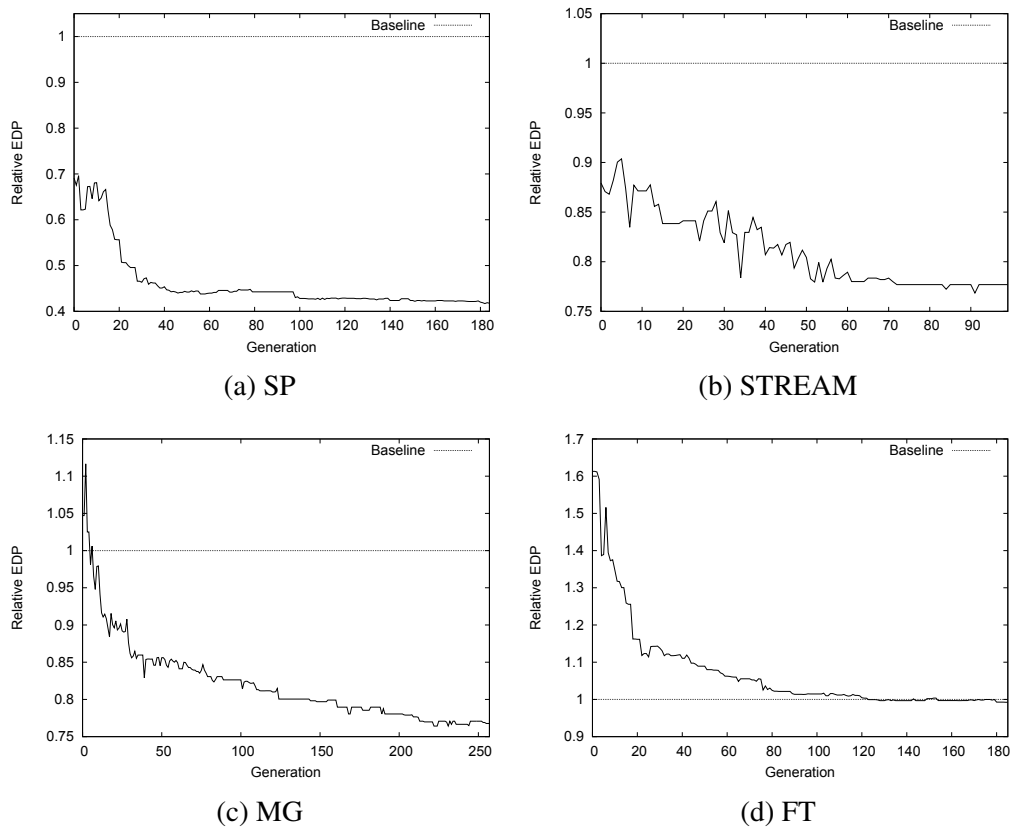 1
0.9
0.8
0.7
0.6
0.5
0.4
0 20 40 60 80 100 120 140 160 180
Relative EDP
Generation
Baseline
(a) SP
1.05
1
0.95
0.9
0.85
0.8
0.75
0 10 20 30 40 50 60 70 80 90
Relative EDP
Generation
Baseline
(b) STREAM
1.15
1.1
1.05
1
0.95
0.9
0.85
0.8
0.75
0 50 100 150 200 250
Relative EDP
Generation
Baseline
(c) MG
1.7
1.6
1.5
1.4
1.3
1.2
1.1
1
0.9
0 20 40 60 80 100 120 140 160 180
Relative EDP
Generation
Baseline
(d) FT